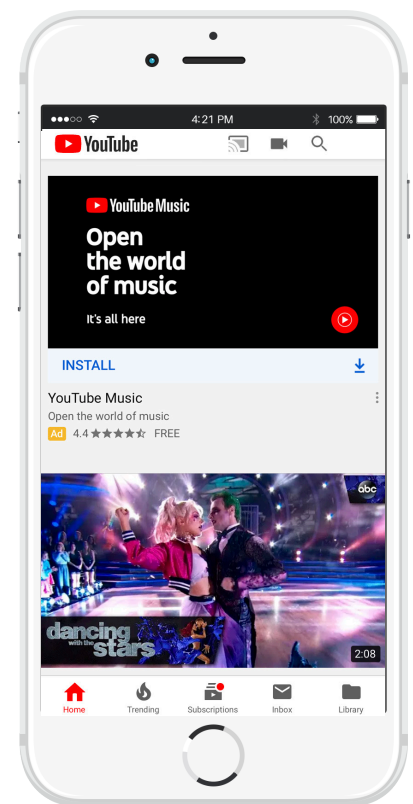 4:21 PM
100%
YouTube
YouTube Music
Open
the world
of music
It's all here
INSTALL
YouTube Music
Open the world of music
Ad 4.4 FREE
abc
dancing
with the
stars
2:08
Home Trending Subscriptions Inbox Library